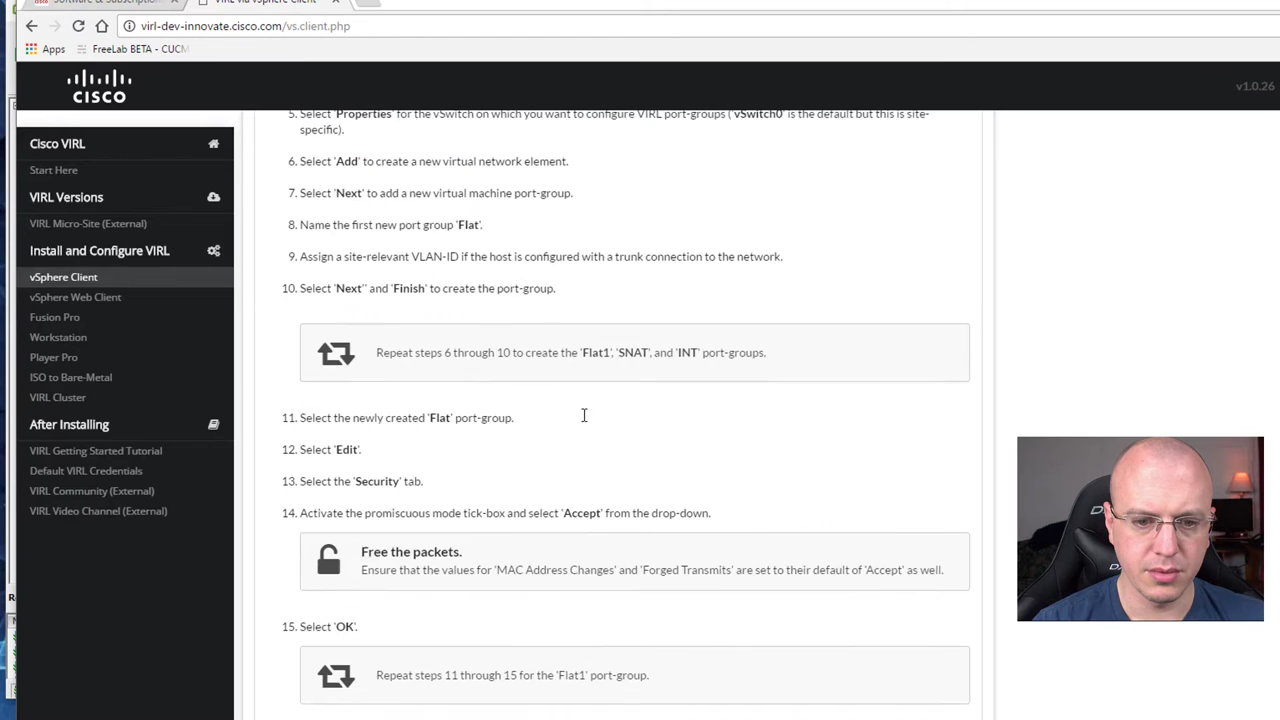 Software & Subscription
VIRL via vSphere Client
virl-dev-innovate.cisco.com/vs.client.php
Apps
FreeLab BETA - CUCM
CISCO
v1.0.26
Cisco VIRL
Start Here
VIRL Versions
VIRL Micro-Site (External)
Install and Configure VIRL
vSphere Client
vSphere Web Client
Fusion Pro
Workstation
Player Pro
ISO to Bare-Metal
VIRL Cluster
After Installing
VIRL Getting Started Tutorial
Default VIRL Credentials
VIRL Community (External)
VIRL Video Channel (External)
5. Select 'Properties' for the vSwitch on which you want to configure VIRL port-groups ('vSwitch0' is the default but this is site-
specific).
6. Select 'Add' to create a new virtual network element.
7. Select 'Next' to add a new virtual machine port-group.
8. Name the first new port group 'Flat'.
9. Assign a site-relevant VLAN-ID if the host is configured with a trunk connection to the network.
10. Select 'Next'' and 'Finish' to create the port-group.
Repeat steps 6 through 10 to create the 'Flat1', 'SNAT', and 'INT' port-groups.
11. Select the newly created 'Flat' port-group.
12. Select 'Edit'.
13. Select the 'Security' tab.
14. Activate the promiscuous mode tick-box and select 'Accept' from the drop-down.
Free the packets.
Ensure that the values for 'MAC Address Changes' and 'Forged Transmits' are set to their default of 'Accept' as well.
15. Select 'OK'.
Repeat steps 11 through 15 for the 'Flat1' port-group.